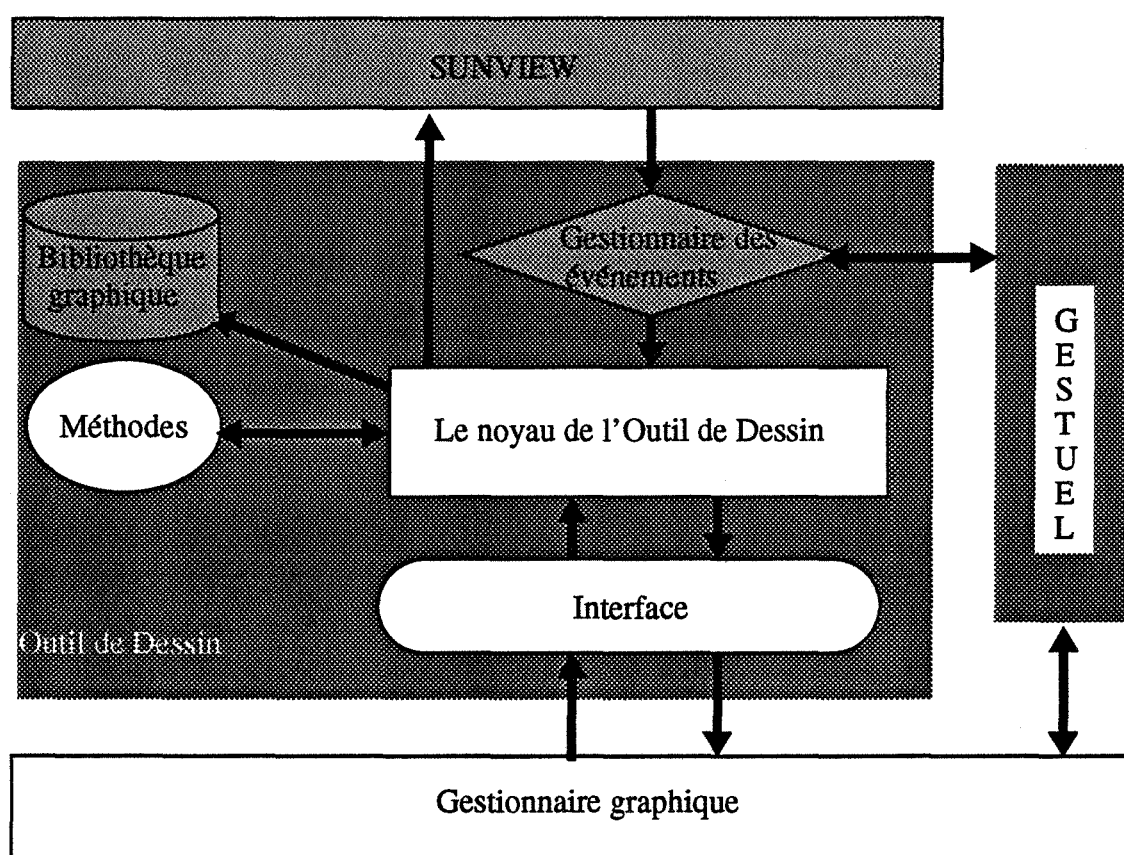 SUNVIEW
Gestionnaire des
événements
Bibliothèque
graphique
GESTUEL
Méthodes
Le noyau de l'Outil de Dessin
Interface
Outil de Dessin
Gestionnaire graphique